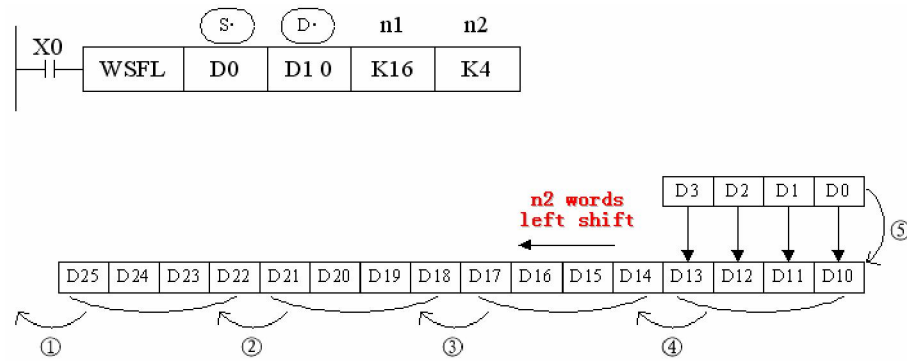 S· D· n1 n2
X0
WSFL D0 D1 0 K16 K4
D3 D2 D1 D0
n2 words
left shift
⑤
D25 D24 D23 D22 D21 D20 D19 D18 D17 D16 D15 D14 D13 D12 D11 D10
① ② ③ ④